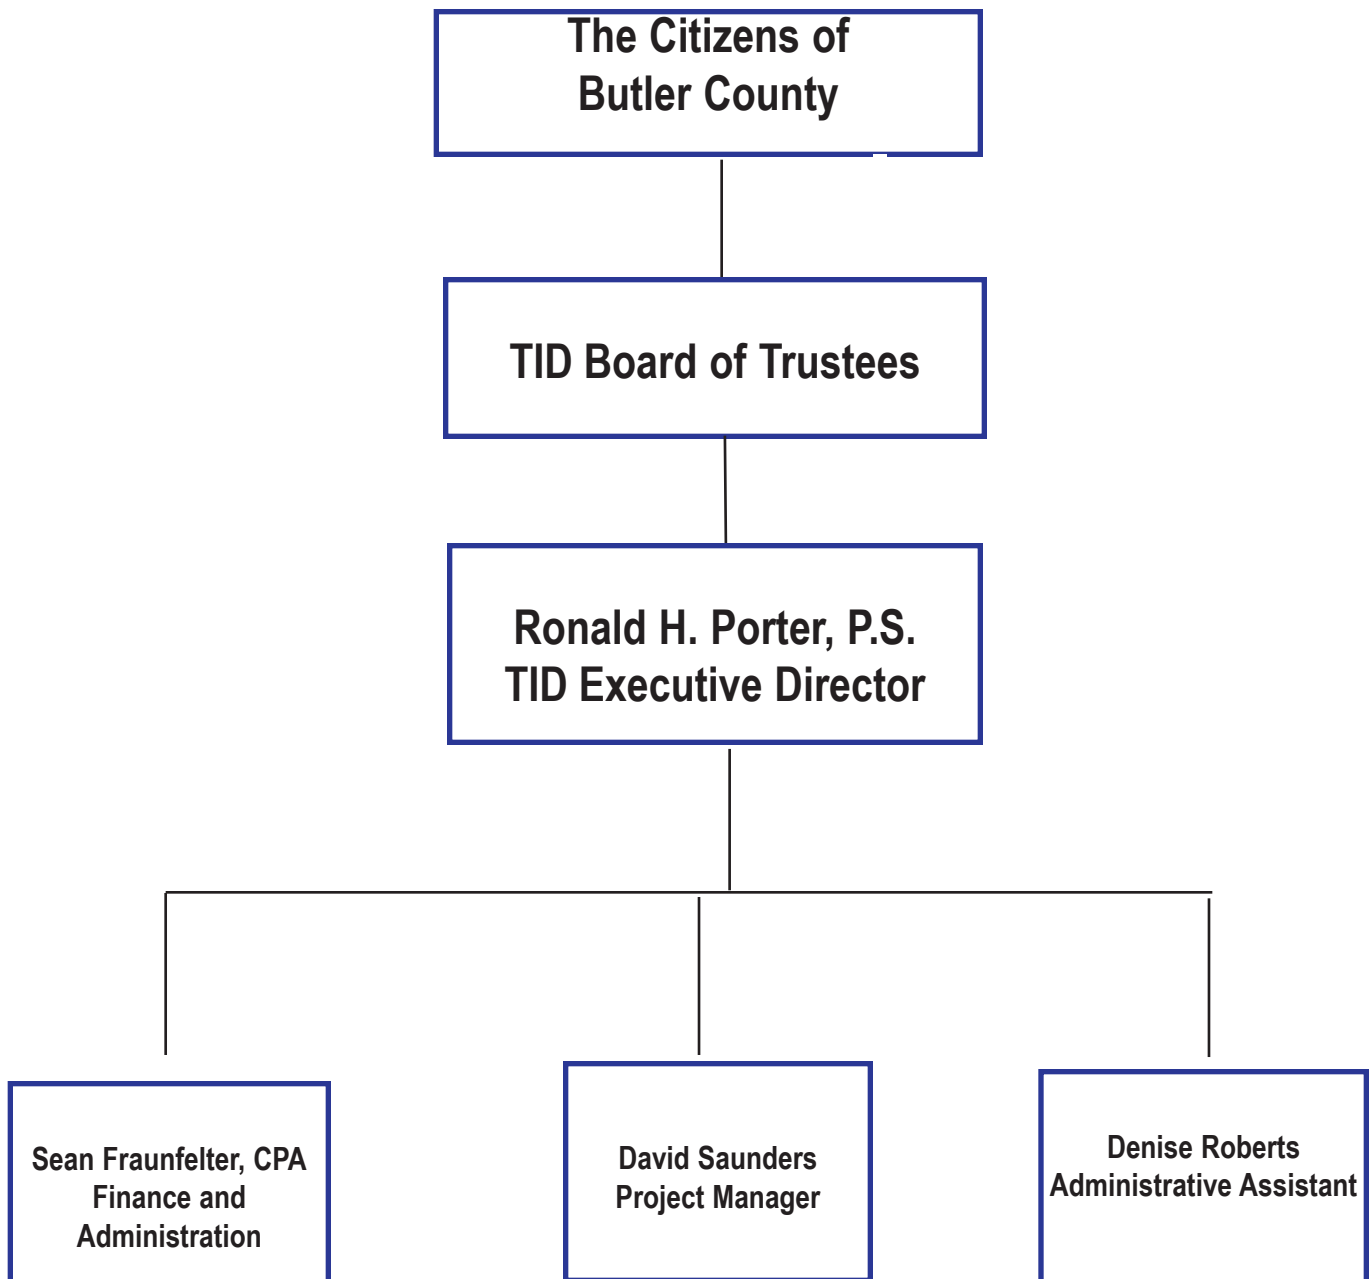 The Citizens of
Butler County
TID Board of Trustees
Ronald H. Porter, P.S.
TID Executive Director
Sean Fraunfelter, CPA
Finance and
Administration
David Saunders
Project Manager
Denise Roberts
Administrative Assistant